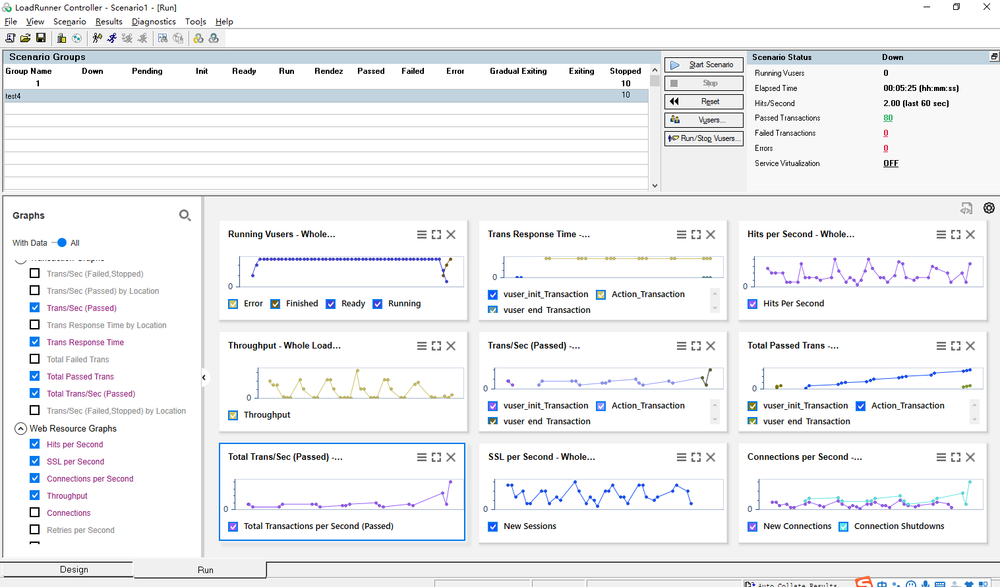 LoadRunner Controller - Scenario1 - [Run]
File View Scenario Results Diagnostics Tools Help
Scenario Groups
Group Name Down Pending Init Ready Run Rendez Passed Failed Error Gradual Exiting Exiting Stopped
1 10
test4 10
Start Scenario
Stop
Reset
Vusers...
Run/Stop Vusers...
Scenario Status Down
Running Vusers 0
Elapsed Time 00:05:25 (hh:mm:ss)
Hits/Second 2.00 (last 60 sec)
Passed Transactions 80
Failed Transactions 0
Errors 0
Service Virtualization OFF
Graphs
With Data All
Transaction Graphs
Trans/Sec (Failed,Stopped)
Trans/Sec (Passed) by Location
Trans/Sec (Passed)
Trans Response Time by Location
Trans Response Time
Total Failed Trans
Total Passed Trans
Total Trans/Sec (Passed)
Trans/Sec (Failed,Stopped) by Location
Web Resource Graphs
Hits per Second
SSL per Second
Connections per Second
Throughput
Connections
Retries per Second
Running Vusers - Whole...
0
Error Finished Ready Running
Trans Response Time -...
0
vuser_init_Transaction Action_Transaction
vuser_end_Transaction
Hits per Second - Whole...
0
Hits Per Second
Throughput - Whole Load...
0
Throughput
Trans/Sec (Passed) -...
0
vuser_init_Transaction Action_Transaction
vuser_end_Transaction
Total Passed Trans -...
0
vuser_init_Transaction Action_Transaction
vuser_end_Transaction
Total Trans/Sec (Passed) -...
0
Total Transactions per Second (Passed)
SSL per Second - Whole...
0
New Sessions
Connections per Second -...
0
New Connections Connection Shutdowns
Design Run
Auto Collate Results
中